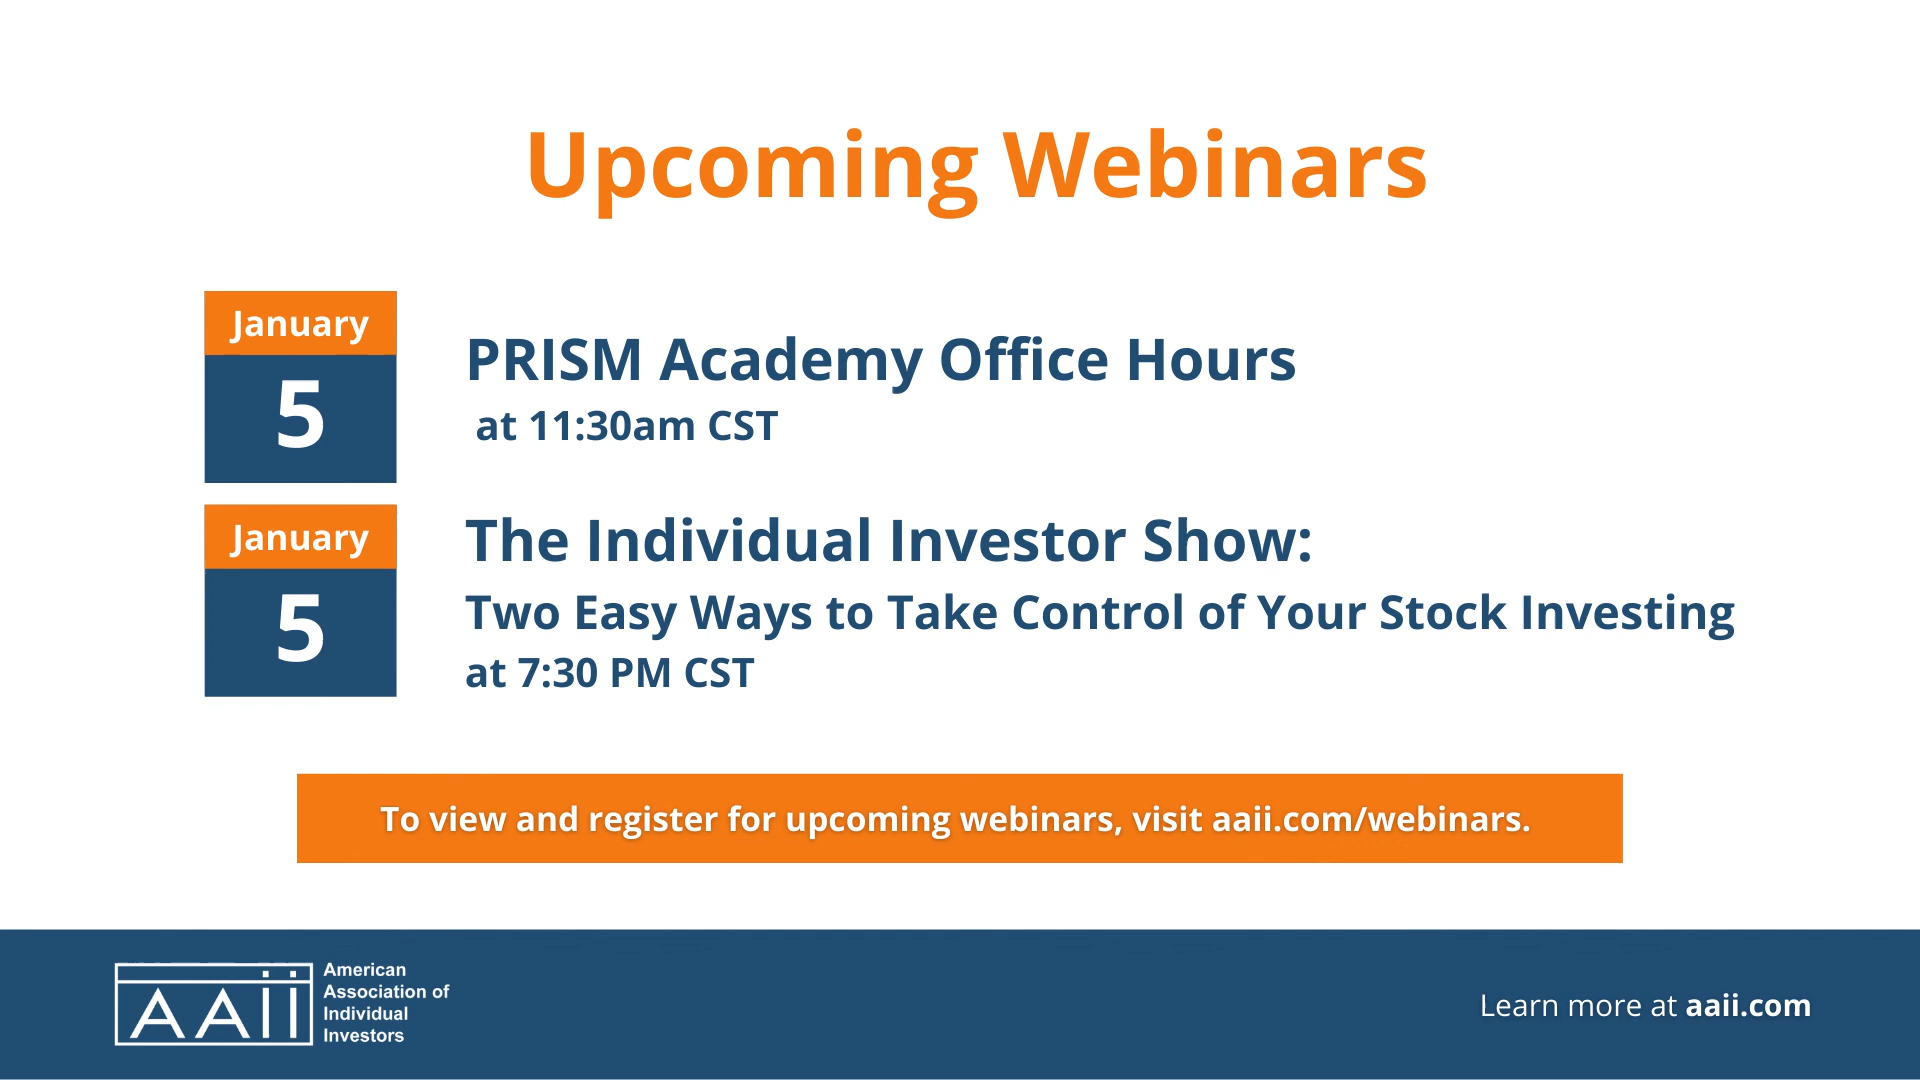 Upcoming Webinars
January
5
PRISM Academy Office Hours
at 11:30am CST
January
5
The Individual Investor Show:
Two Easy Ways to Take Control of Your Stock Investing
at 7:30 PM CST
To view and register for upcoming webinars, visit aaii.com/webinars.
AAii
American
Association of
Individual
Investors
Learn more at aaii.com